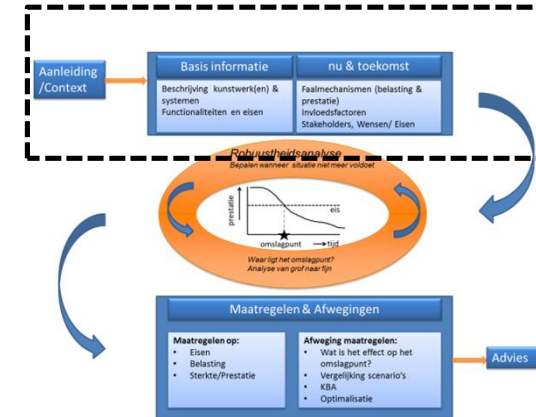 Aanleiding
/Context
Basis informatie
nu & toekomst
Beschrijving kunstwerk(en) &
systemen
Functionaliteiten en eisen
Faalmechanismen (belasting &
prestatie)
Invloedsfactoren
Stakeholders, Wensen/ Eisen
Robuustheidsanalyse
Bepalen wanneer situatie niet meer voldoet
prestatie
eis
omslagpunt
tijd
Waar ligt het omslagpunt?
Analyse van grof naar fijn
Maatregelen & Afwegingen
Maatregelen op:
• Eisen
• Belasting
• Sterkte/Prestatie
Afweging maatregelen:
• Wat is het effect op het
omslagpunt?
• Vergelijking scenario's
• KBA
• Optimalisatie
Advies